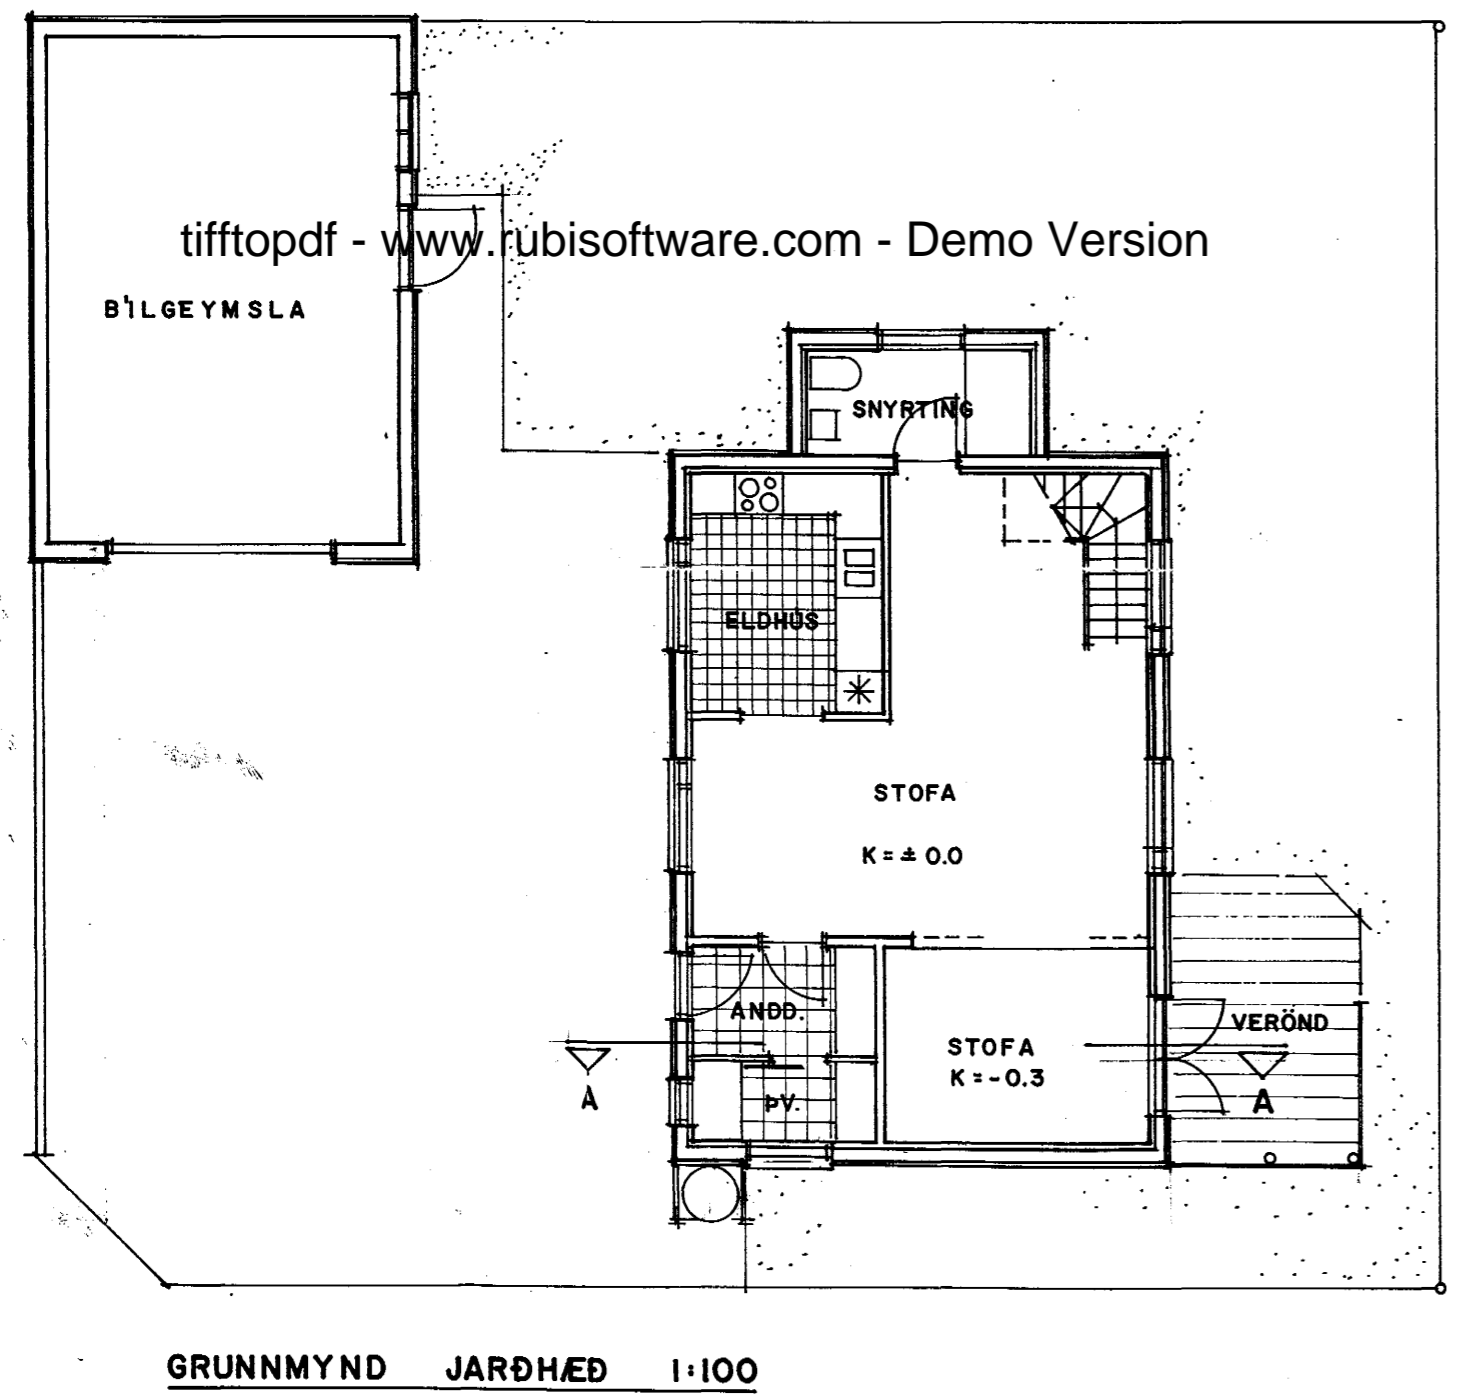 tifftopdf - www.rubisoftware.com - Demo Version
BÍLGEYMSLA
SNYRTING
ELDHÚS
STOFA
K = ± 0.0
ANDD.
STOFA
K = - 0.3
VERÖND
A
A
ÞV.
GRUNNMYND JARÐHÆÐ 1:100